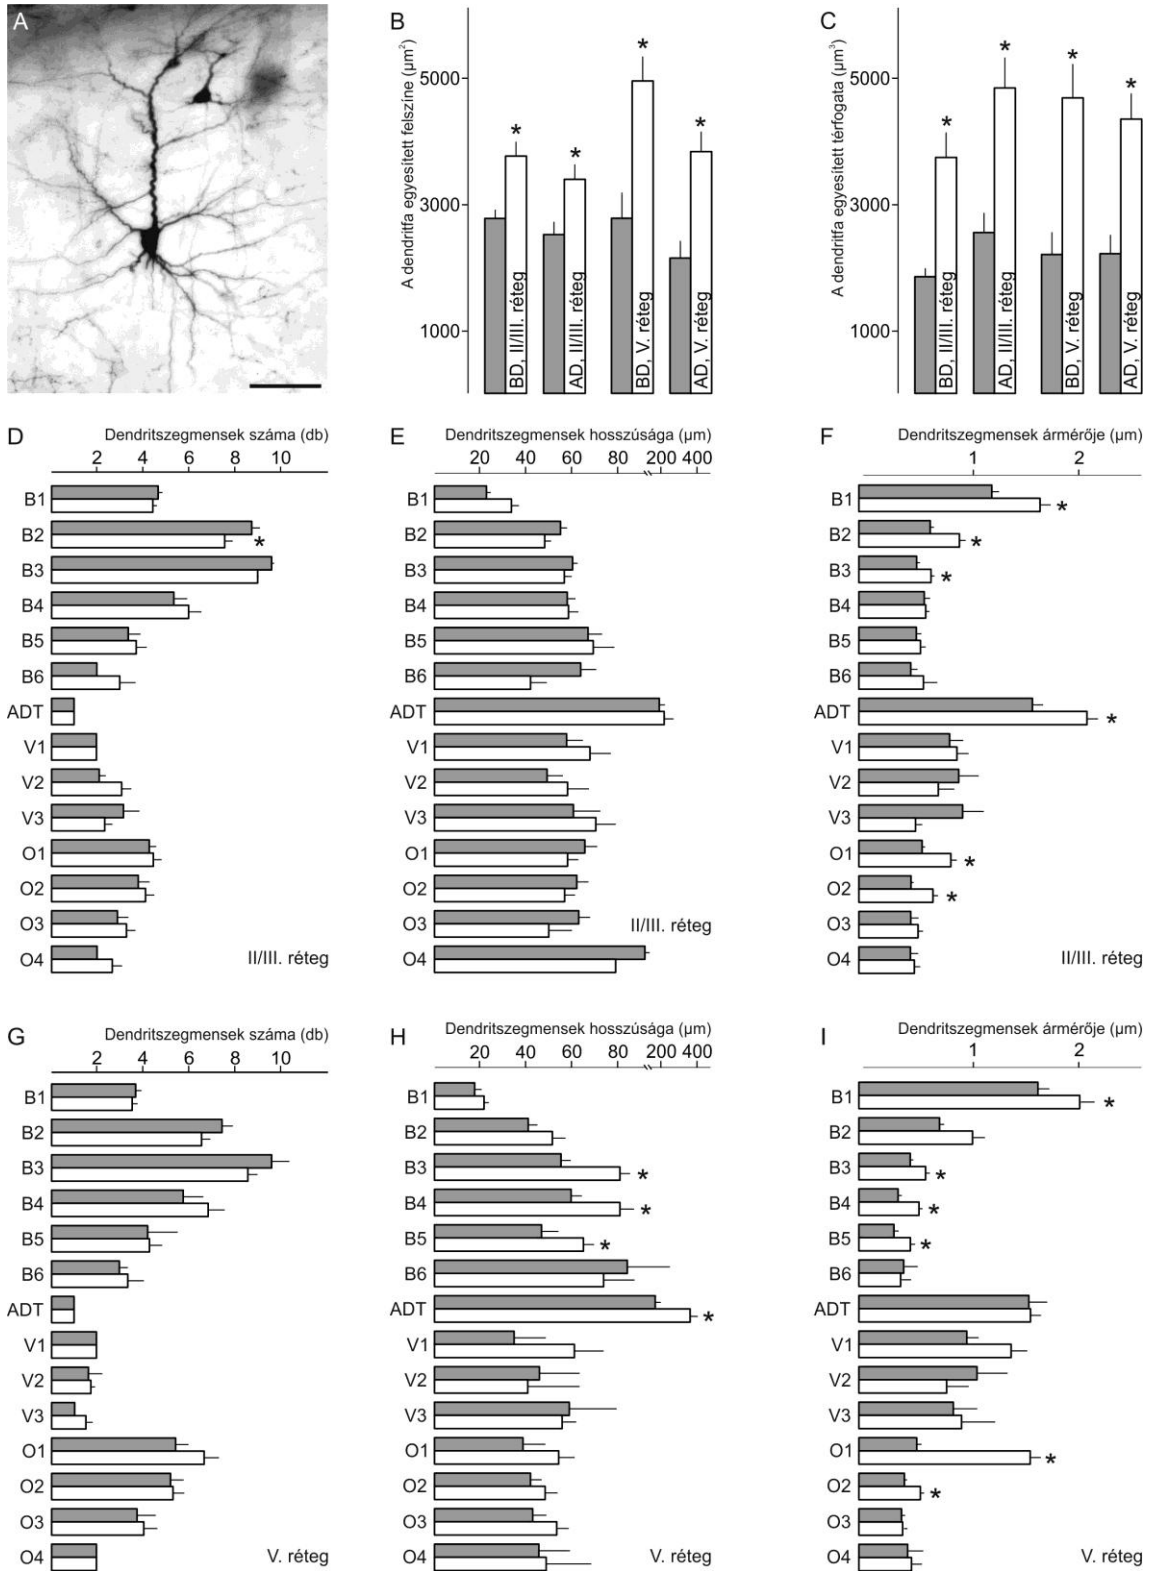 A
B
A dendritfa egyesített felszíne (µm²)
5000
3000
1000
BD, II/III. réteg
AD, II/III. réteg
BD, V. réteg
AD, V. réteg
*
*
*
*
C
A dendritfa egyesített térfogata (µm³)
5000
3000
1000
BD, II/III. réteg
AD, II/III. réteg
BD, V. réteg
AD, V. réteg
*
*
*
*
D
Dendritszegmensek száma (db)
2 4 6 8 10
B1
B2 *
B3
B4
B5
B6
ADT
V1
V2
V3
O1
O2
O3
O4
II/III. réteg
E
Dendritszegmensek hosszúsága (µm)
20 40 60 80 200 400
B1
B2
B3
B4
B5
B6
ADT
V1
V2
V3
O1
O2
O3
O4
II/III. réteg
F
Dendritszegmensek ármérője (µm)
1 2
B1 *
B2 *
B3 *
B4
B5
B6
ADT *
V1
V2
V3
O1 *
O2 *
O3
O4
II/III. réteg
G
Dendritszegmensek száma (db)
2 4 6 8 10
B1
B2
B3
B4
B5
B6
ADT
V1
V2
V3
O1
O2
O3
O4
V. réteg
H
Dendritszegmensek hosszúsága (µm)
20 40 60 80 200 400
B1
B2
B3 *
B4 *
B5 *
B6
ADT *
V1
V2
V3
O1
O2
O3
O4
V. réteg
I
Dendritszegmensek ármérője (µm)
1 2
B1 *
B2
B3 *
B4 *
B5 *
B6
ADT
V1
V2
V3
O1 *
O2 *
O3
O4
V. réteg